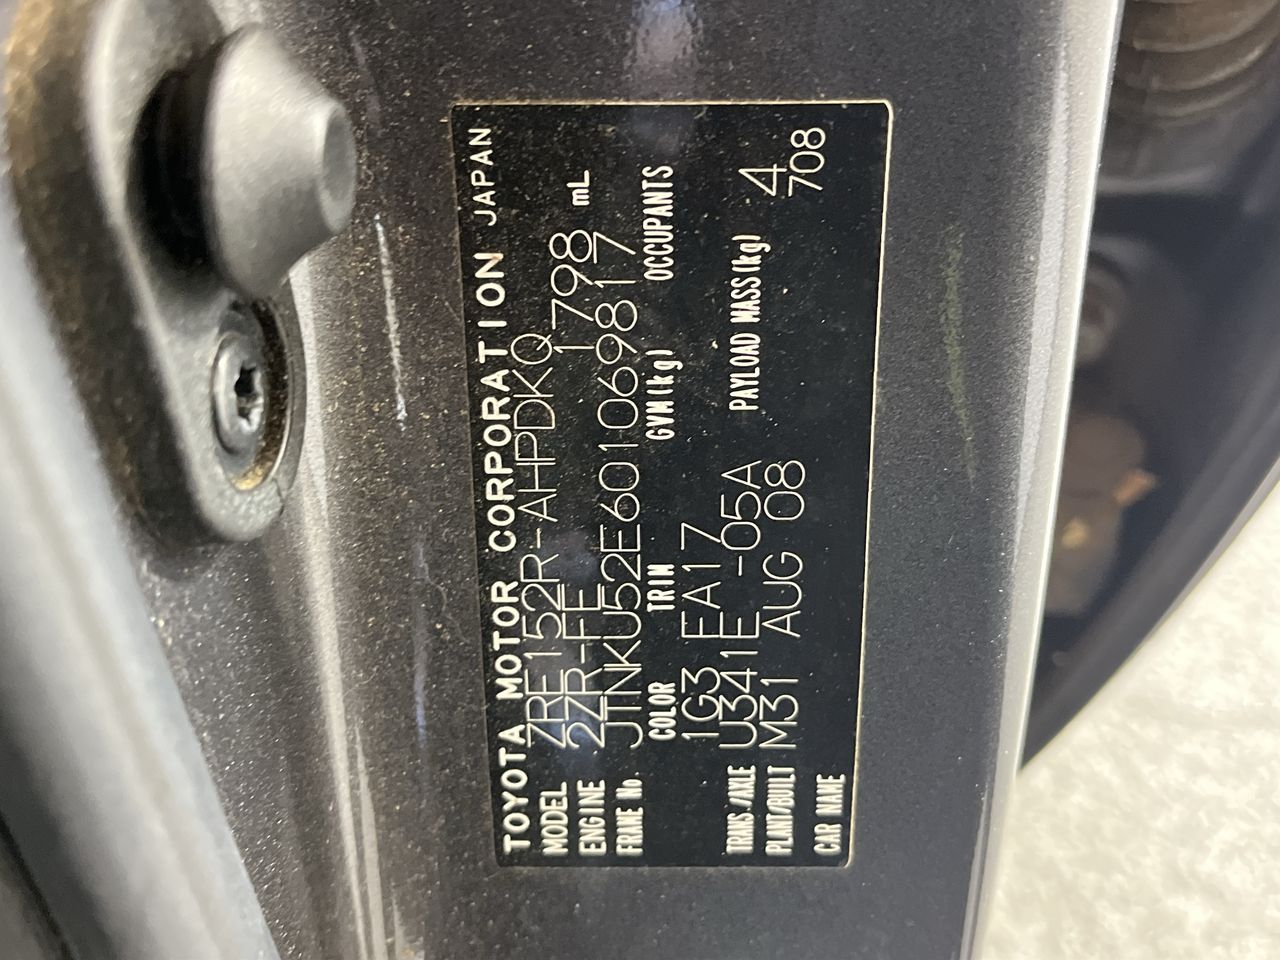 TOYOTA MOTOR CORPORATION JAPAN
MODEL ZRE152R-AHPDKQ
ENGINE 2ZR-FE 1798 mL
FRAME No. JTNKU52E601069817
COLOR TRIM GVM(kg) OCCUPANTS
1G3 EA17
TRANS./AXLE U341E -05A PAYLOAD MASS(kg) 4
PLANT/BUILT M31 AUG 08 708
CAR NAME